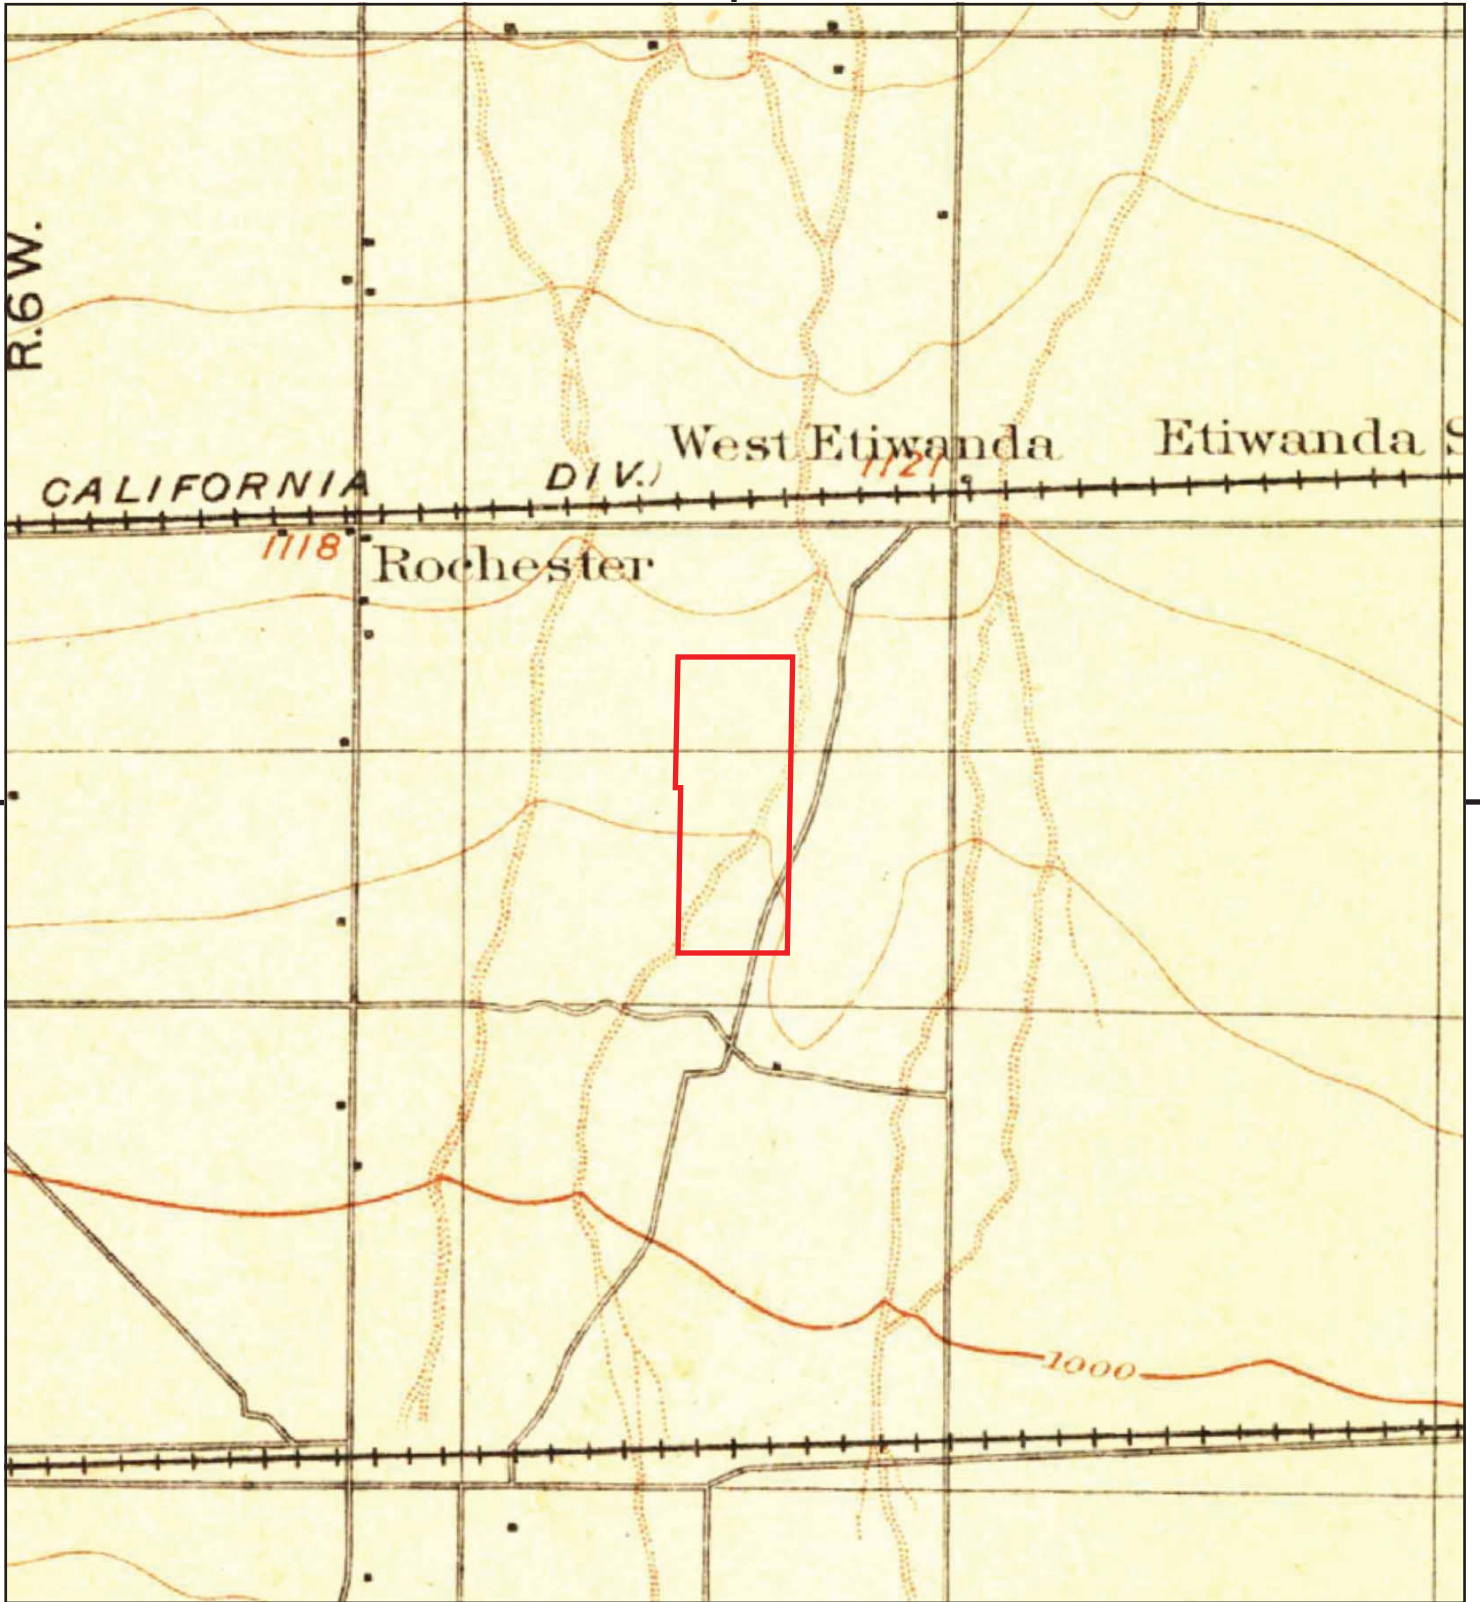 R.6 W.
West Etiwanda
Etiwanda S
1121
CALIFORNIA DIV.)
1118
Rochester
1000